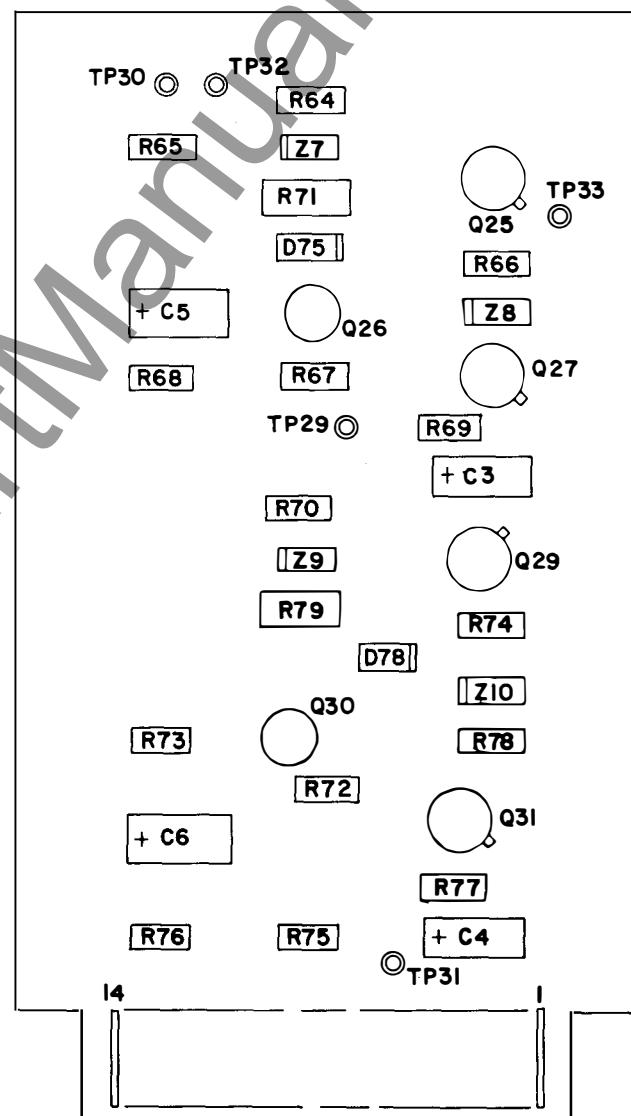 TP30 TP32
R64
R65 Z7
R71
Q25 TP33
D75
R66
+ C5 Z8
Q26
R68 R67 Q27
TP29 R69
+ C3
R70
Z9 Q29
R79
R74
D78
Z10
Q30
R73 R78
R72
Q31
+ C6
R77
R76 R75 + C4
TP31
14 1
tManual